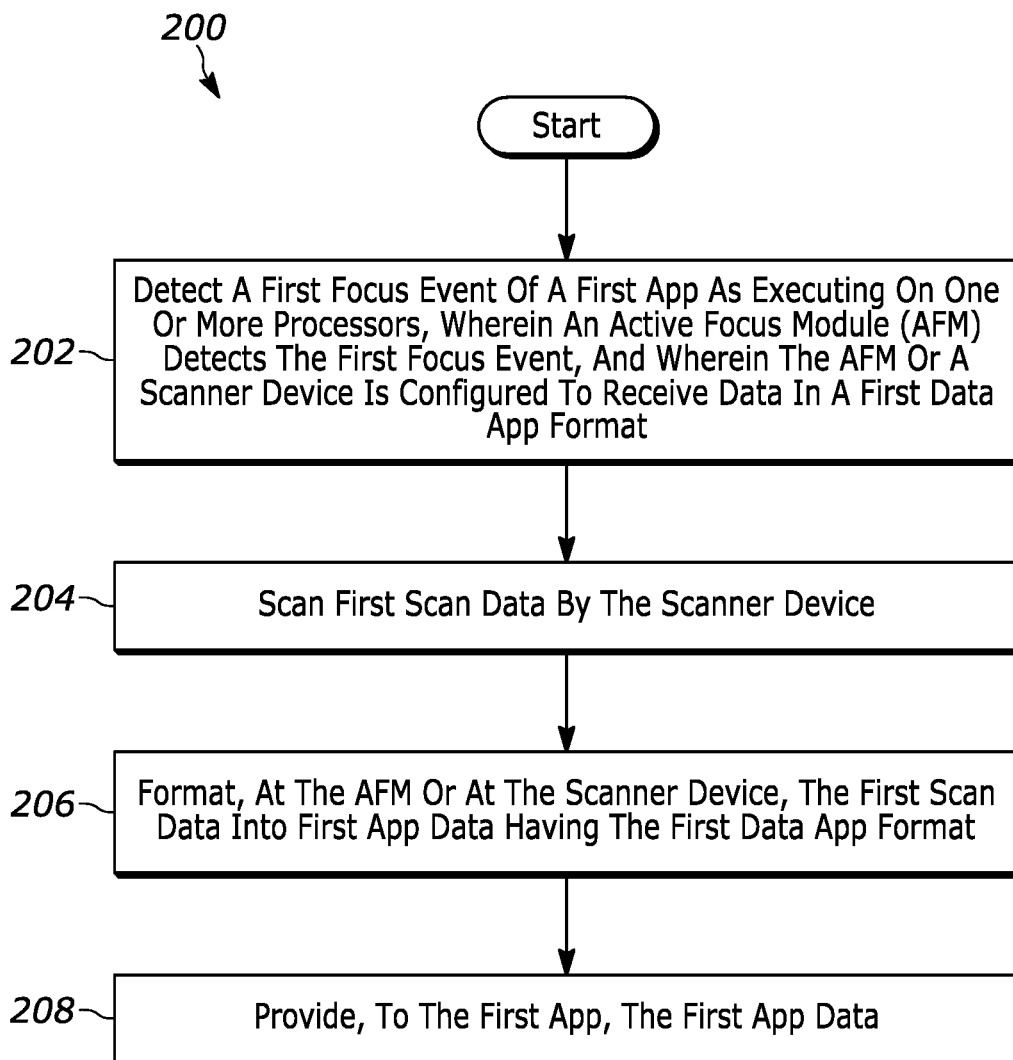 200
Start
202
Detect A First Focus Event Of A First App As Executing On One
Or More Processors, Wherein An Active Focus Module (AFM)
Detects The First Focus Event, And Wherein The AFM Or A
Scanner Device Is Configured To Receive Data In A First Data
App Format
204
Scan First Scan Data By The Scanner Device
206
Format, At The AFM Or At The Scanner Device, The First Scan
Data Into First App Data Having The First Data App Format
208
Provide, To The First App, The First App Data